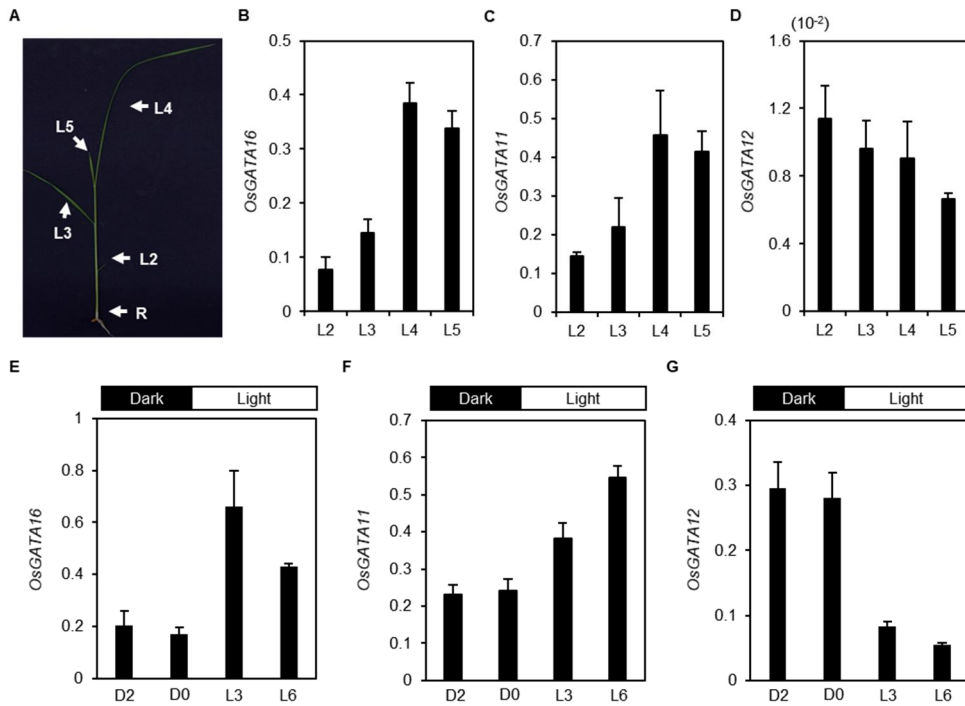 A
L4
L5
L3
L2
R
B
OsGATA16
0.5
0.4
0.3
0.2
0.1
0
L2 L3 L4 L5
C
OsGATA11
0.7
0.6
0.5
0.4
0.3
0.2
0.1
0
L2 L3 L4 L5
D
(10-2)
OsGATA12
1.6
1.2
0.8
0.4
0
L2 L3 L4 L5
E
Dark Light
OsGATA16
1
0.8
0.6
0.4
0.2
0
D2 D0 L3 L6
F
Dark Light
OsGATA11
0.7
0.6
0.5
0.4
0.3
0.2
0.1
0
D2 D0 L3 L6
G
Dark Light
OsGATA12
0.4
0.3
0.2
0.1
0
D2 D0 L3 L6